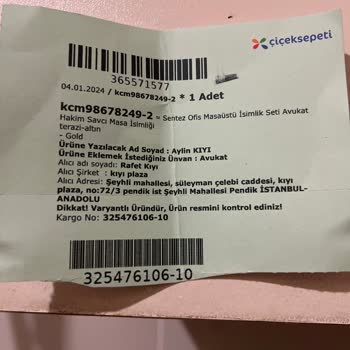 çiçeksepeti
365571577
04.01.2024 / kcm98678249-2 * 1 Adet
kcm98678249-2 - Sentez Ofis Masaüstü İsimlik Seti Avukat
Hakim Savcı Masa İsimliği
terazi-altın
- Gold
Ürüne Yazılacak Ad Soyad : Aylin KIYI
Ürüne Eklemek İstediğiniz Ünvan : Avukat
Alıcı adı soyadı: Rafet Kıyı
Alıcı Şirket : kıyı plaza
Alıcı Adresi: Şeyhli mahallesi, süleyman çelebi caddesi, kıyı
plaza, no:72/3 pendik ist Şeyhli Mahallesi Pendik İSTANBUL-
ANADOLU
Dikkat! Varyantlı Üründür, Ürün resmini kontrol ediniz!
Kargo No: 325476106-10
325476106-10